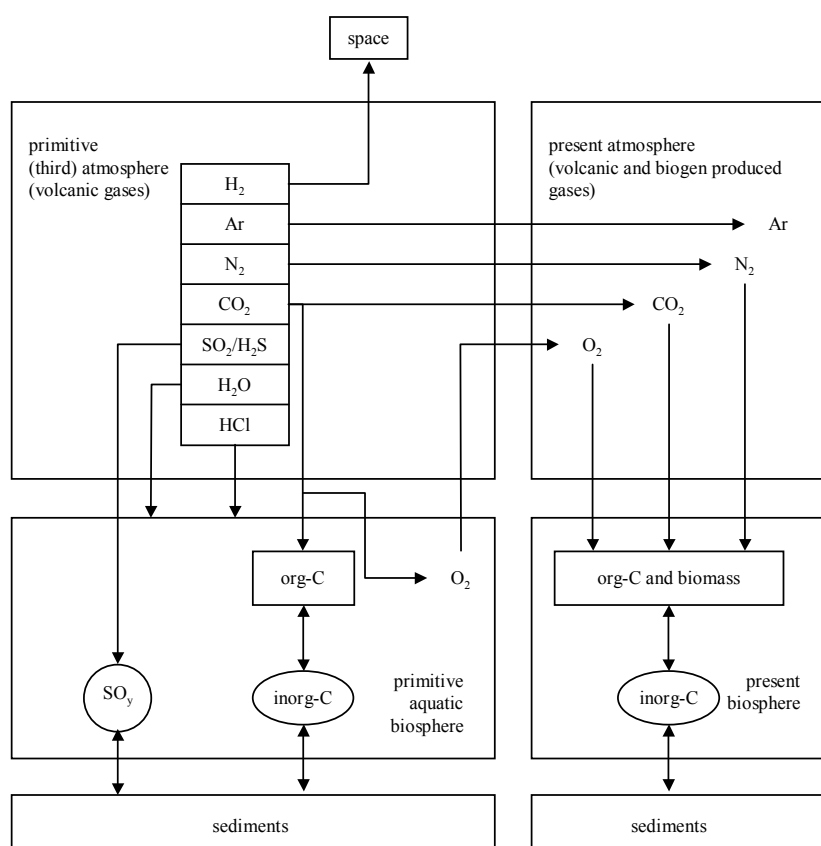 space
primitive
(third) atmosphere
(volcanic gases)
H₂
Ar
N₂
CO₂
SO₂/H₂S
H₂O
HCl
present atmosphere
(volcanic and biogen produced
gases)
Ar
N₂
CO₂
O₂
org-C
O₂
SOᵧ
inorg-C
primitive
aquatic
biosphere
org-C and biomass
inorg-C
present
biosphere
sediments
sediments